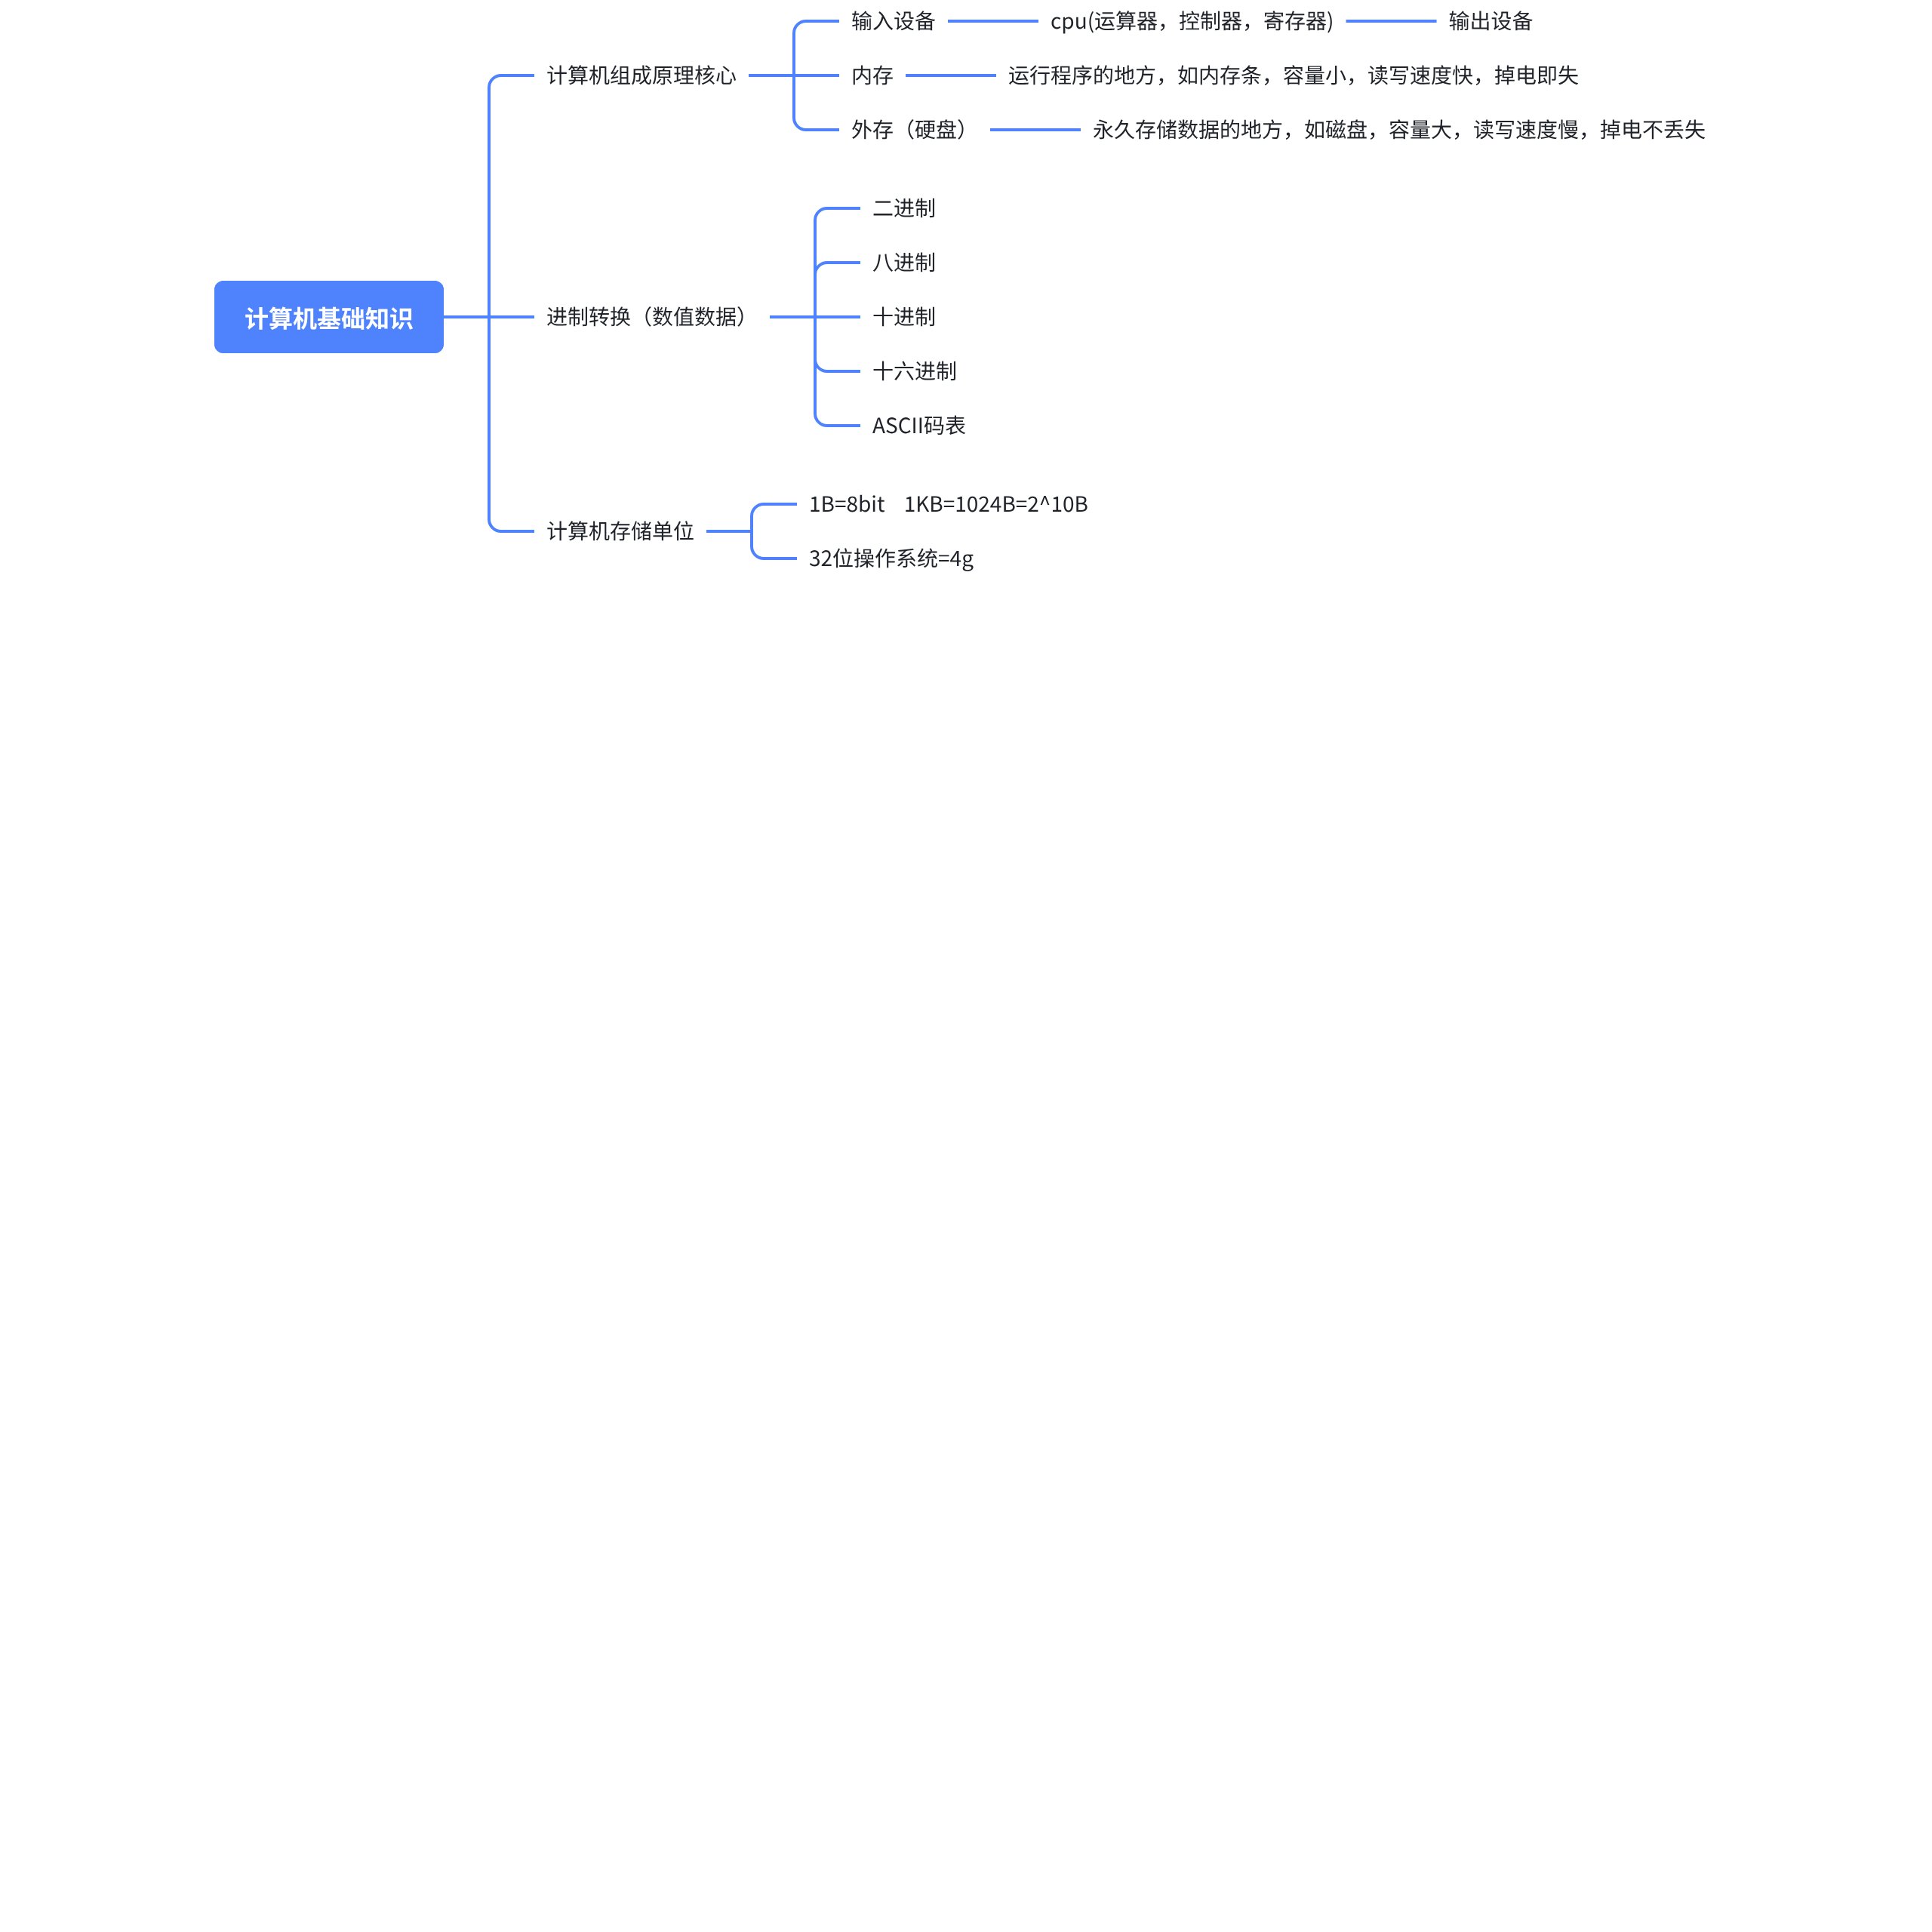 输入设备
cpu(运算器，控制器，寄存器)
输出设备
计算机组成原理核心
内存
运行程序的地方，如内存条，容量小，读写速度快，掉电即失
外存（硬盘）
永久存储数据的地方，如磁盘，容量大，读写速度慢，掉电不丢失
二进制
八进制
计算机基础知识
进制转换（数值数据）
十进制
十六进制
ASCII码表
1B=8bit 1KB=1024B=2^10B
计算机存储单位
32位操作系统=4g